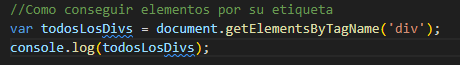 //Como conseguir elementos por su etiqueta
var todosLosDivs = document.getElementsByTagName('div');
console.log(todosLosDivs);